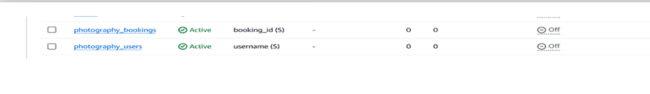 photography_bookings Active booking_id (S) - 0 0 Off
photography_users Active username (S) - 0 0 Off